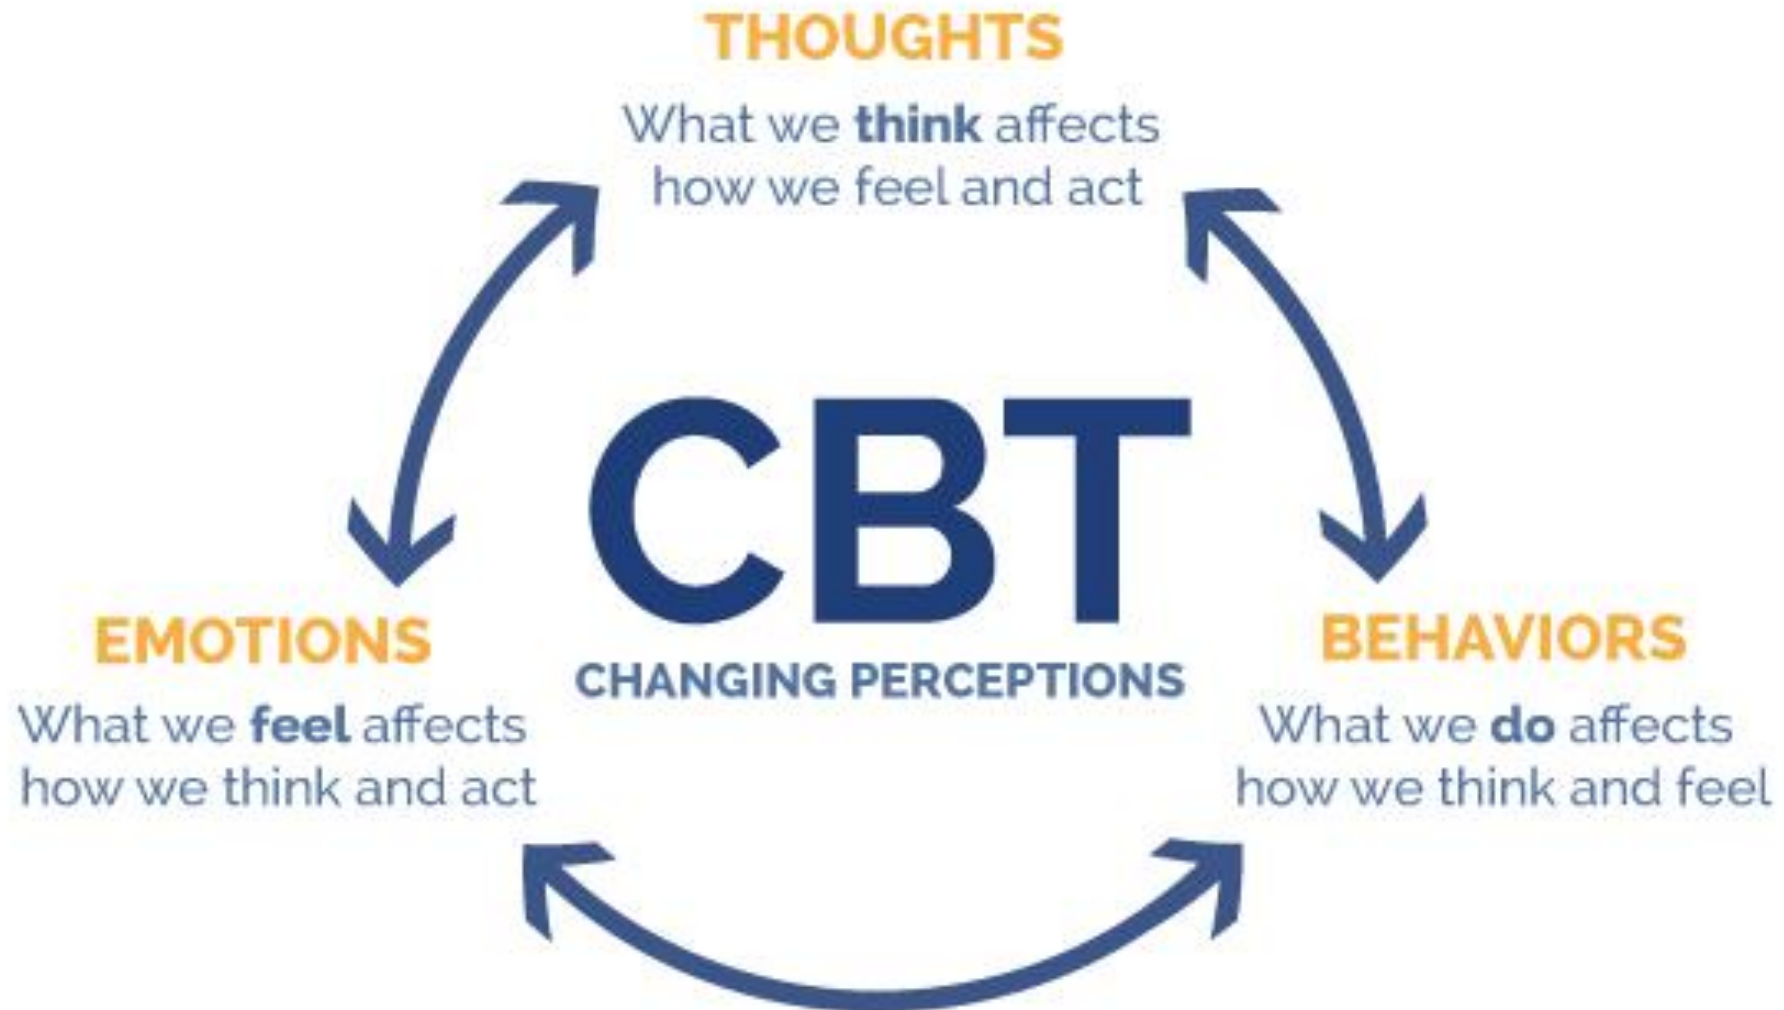 THOUGHTS
What we think affects
how we feel and act
CBT
CHANGING PERCEPTIONS
EMOTIONS
What we feel affects
how we think and act
BEHAVIORS
What we do affects
how we think and feel